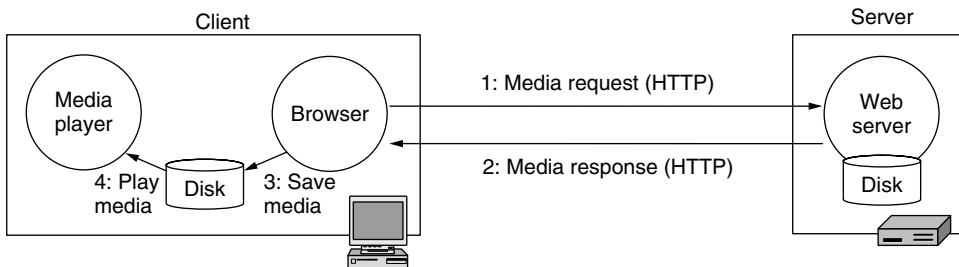 Client
Server
Media
player
Browser
1: Media request (HTTP)
Web
server
2: Media response (HTTP)
4: Play
media
Disk
3: Save
media
Disk